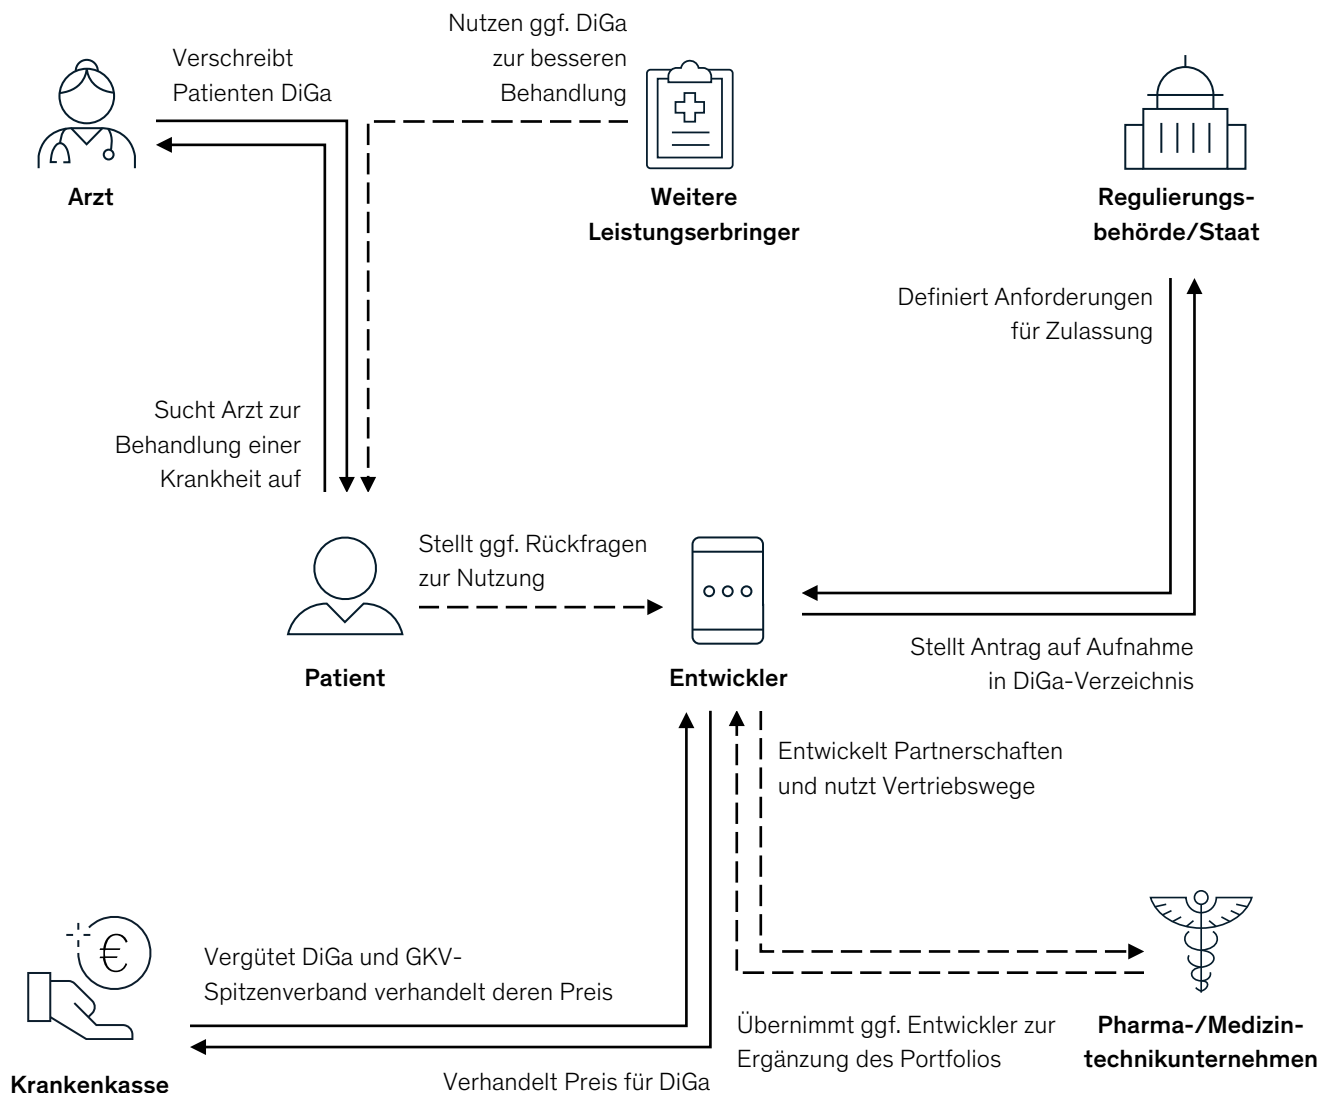 Verschreibt
Patienten DiGa
Nutzen ggf. DiGa
zur besseren
Behandlung
Arzt
Weitere
Leistungserbringer
Regulierungs-
behörde/Staat
Definiert Anforderungen
für Zulassung
Sucht Arzt zur
Behandlung einer
Krankheit auf
Stellt ggf. Rückfragen
zur Nutzung
Patient
Entwickler
Stellt Antrag auf Aufnahme
in DiGa-Verzeichnis
Entwickelt Partnerschaften
und nutzt Vertriebswege
€
Vergütet DiGa und GKV-
Spitzenverband verhandelt deren Preis
Übernimmt ggf. Entwickler zur
Ergänzung des Portfolios
Pharma-/Medizin-
technikunternehmen
Krankenkasse
Verhandelt Preis für DiGa